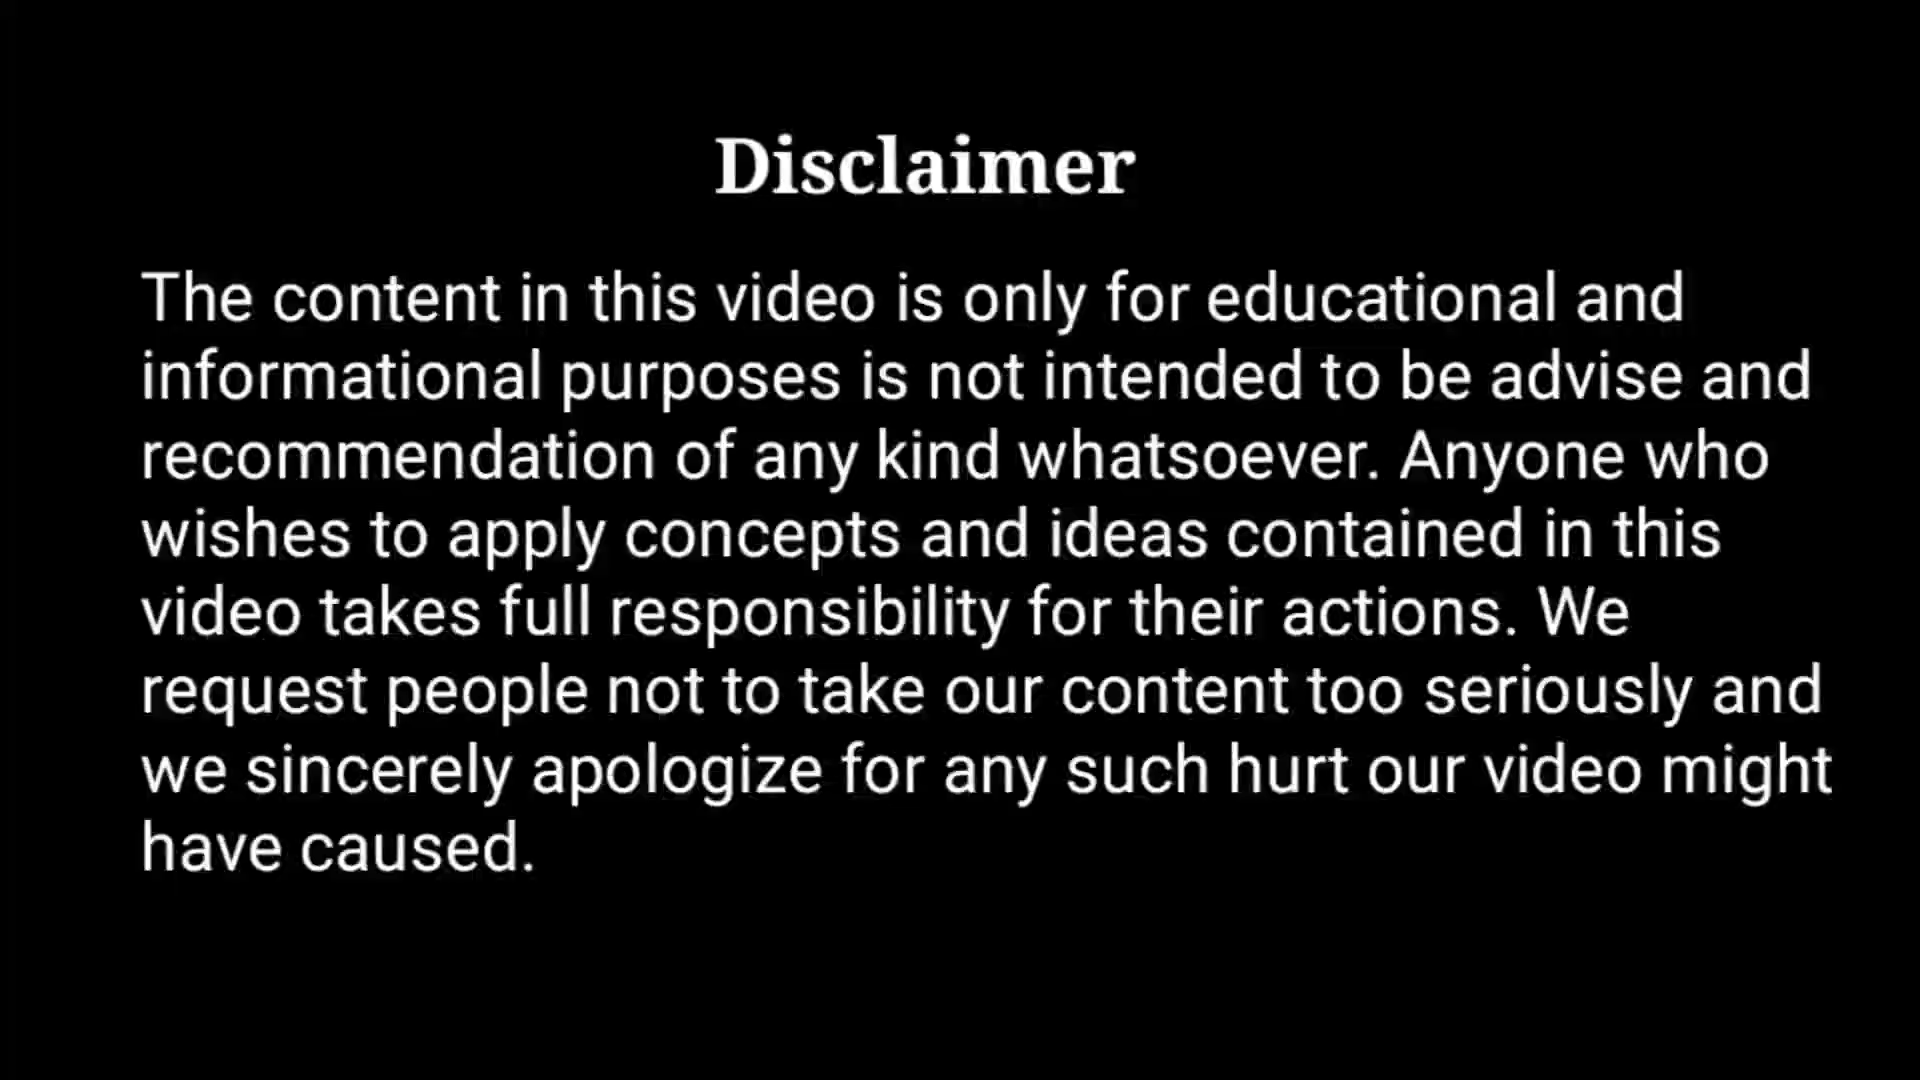 Disclaimer
The content in this video is only for educational and
informational purposes is not intended to be advise and
recommendation of any kind whatsoever. Anyone who
wishes to apply concepts and ideas contained in this
video takes full responsibility for their actions. We
request people not to take our content too seriously and
we sincerely apologize for any such hurt our video might
have caused.